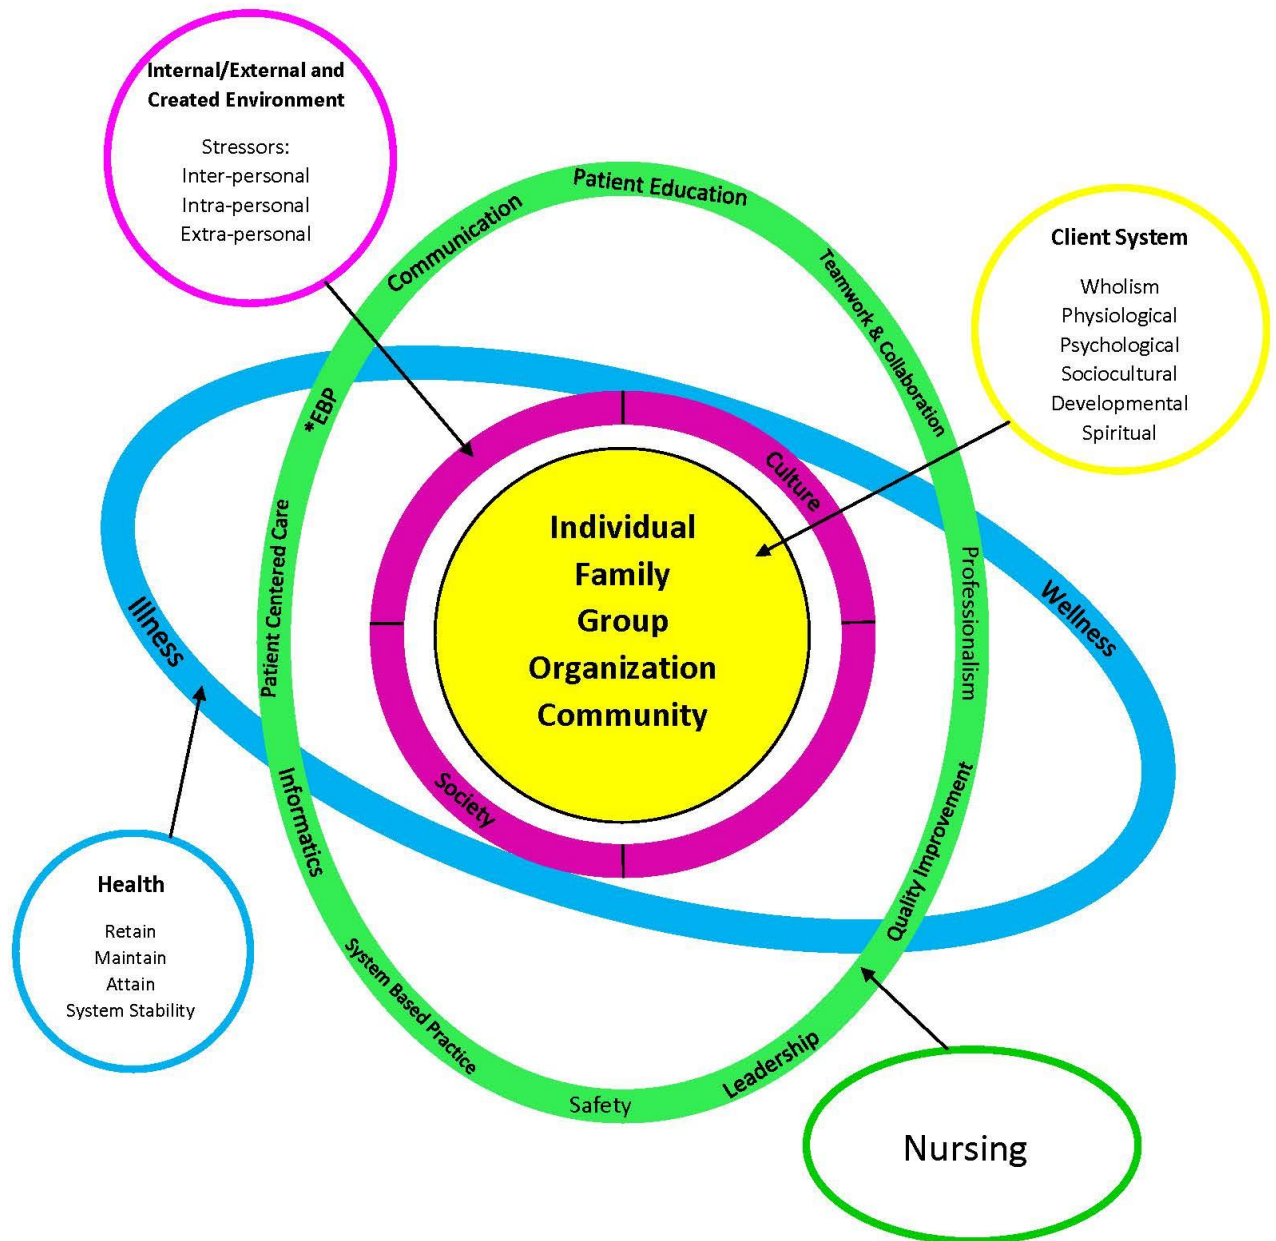 Internal/External and
Created Environment
Stressors:
Inter-personal
Intra-personal
Extra-personal
Client System
Wholism
Physiological
Psychological
Sociocultural
Developmental
Spiritual
Patient Education
Communication
Teamwork & Collaboration
*EBP
Professionalism
Patient Centered Care
Quality Improvement
Informatics
System Based Practice
Leadership
Safety
Culture
Society
Individual
Family
Group
Organization
Community
Illness
Wellness
Health
Retain
Maintain
Attain
System Stability
Nursing